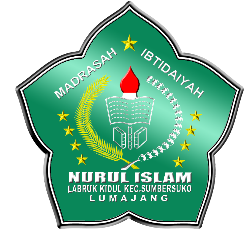 MADRASAH IBTIDAIYAH
NURUL ISLAM
LABRUK KIDUL KEC.SUMBERSUKO
LUMAJANG